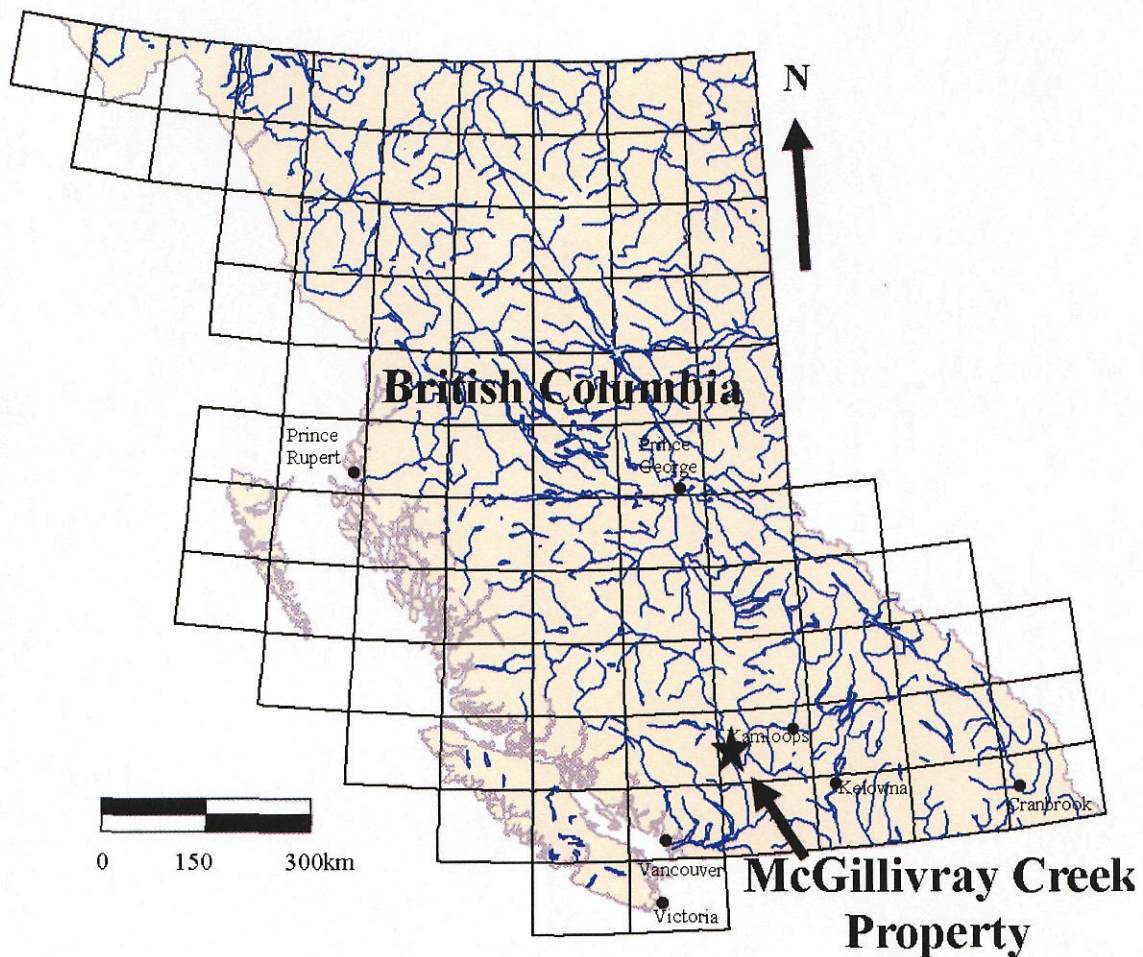 N
British Columbia
Prince
Rupert
Prince
George
Kamloops
Kelowna
Cranbrook
0 150 300km
Vancouver
McGillivray Creek
Property
Victoria